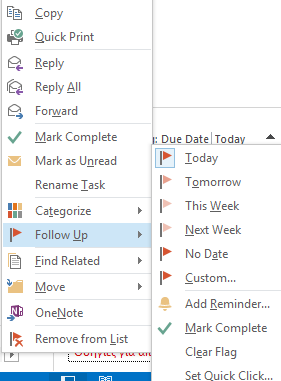 Copy
Quick Print
Reply
Reply All
Forward
Mark Complete
Mark as Unread
Rename Task
Categorize
Follow Up
Find Related
Move
OneNote
Remove from List
: Due Date Today
Today
Tomorrow
This Week
Next Week
No Date
Custom...
Add Reminder...
Mark Complete
Clear Flag
Set Quick Click...